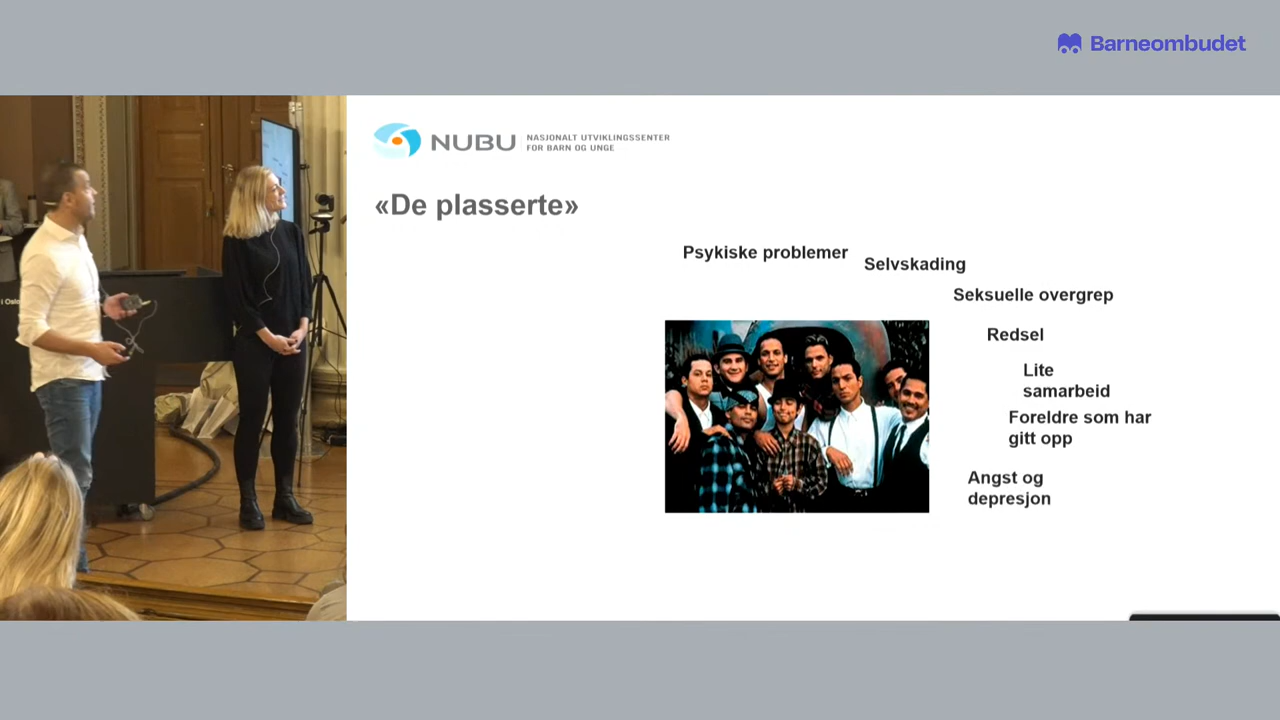 Barneombudet
NUBU
NASJONALT UTVIKLINGSSENTER
FOR BARN OG UNGE
«De plasserte»
Psykiske problemer
Selvskading
Seksuelle overgrep
Redsel
Lite
samarbeid
Foreldre som har
gitt opp
Angst og
depresjon
i Oslo